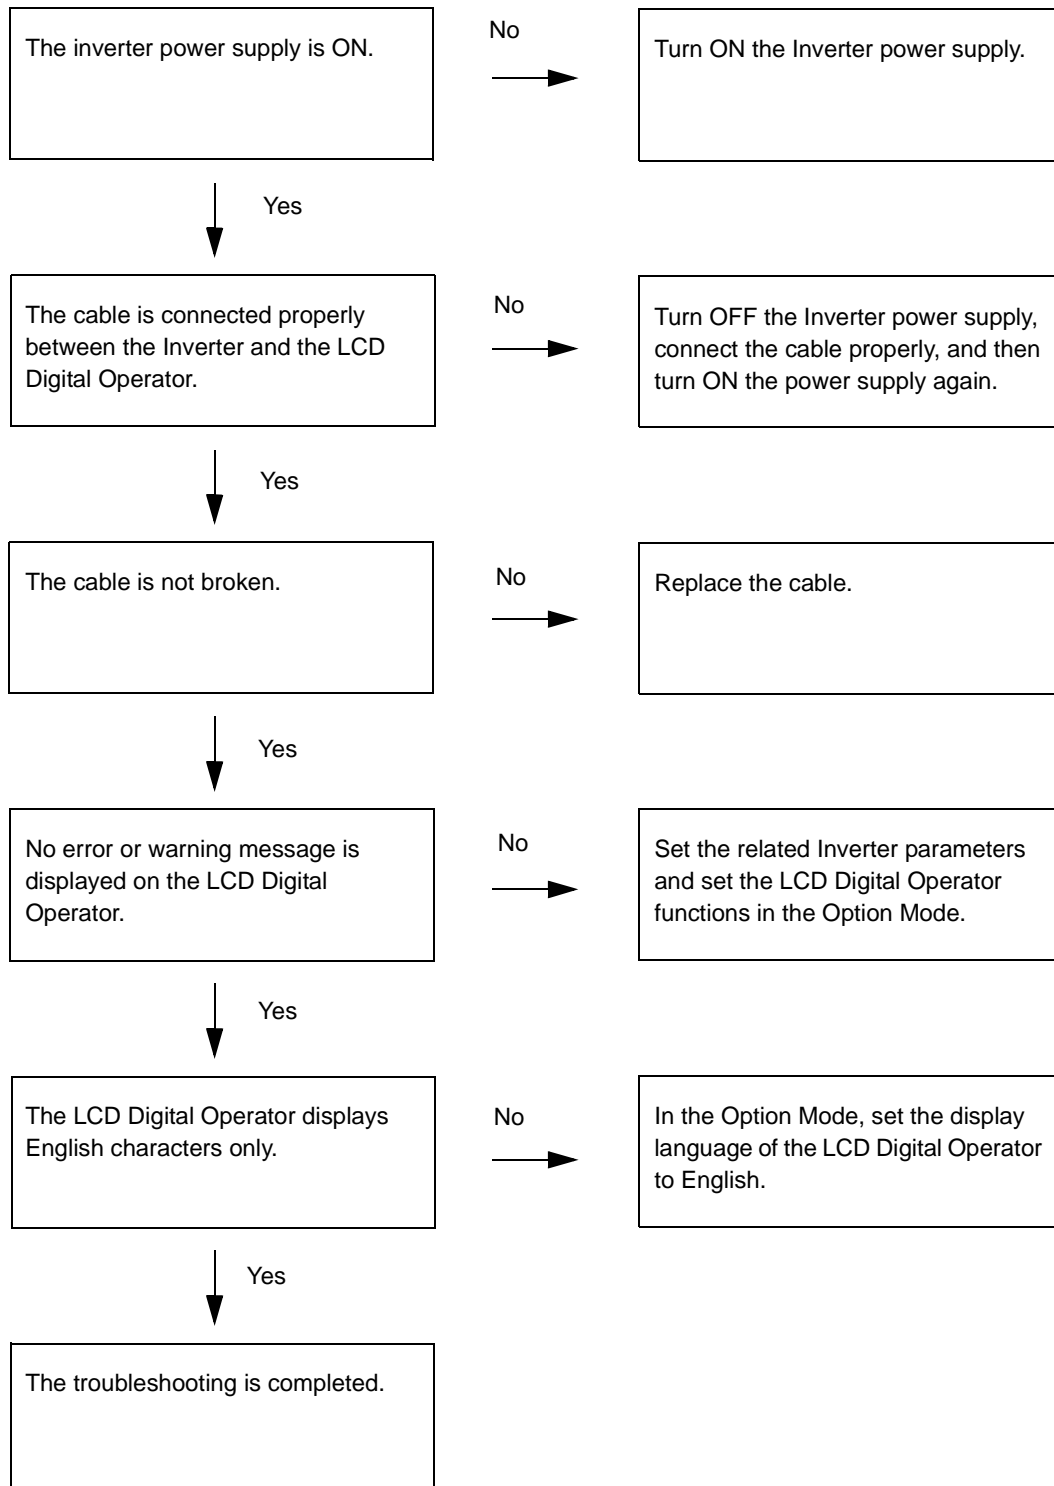 The inverter power supply is ON.
No
Turn ON the Inverter power supply.
Yes
The cable is connected properly
between the Inverter and the LCD
Digital Operator.
No
Turn OFF the Inverter power supply,
connect the cable properly, and then
turn ON the power supply again.
Yes
The cable is not broken.
No
Replace the cable.
Yes
No error or warning message is
displayed on the LCD Digital
Operator.
No
Set the related Inverter parameters
and set the LCD Digital Operator
functions in the Option Mode.
Yes
The LCD Digital Operator displays
English characters only.
No
In the Option Mode, set the display
language of the LCD Digital Operator
to English.
Yes
The troubleshooting is completed.